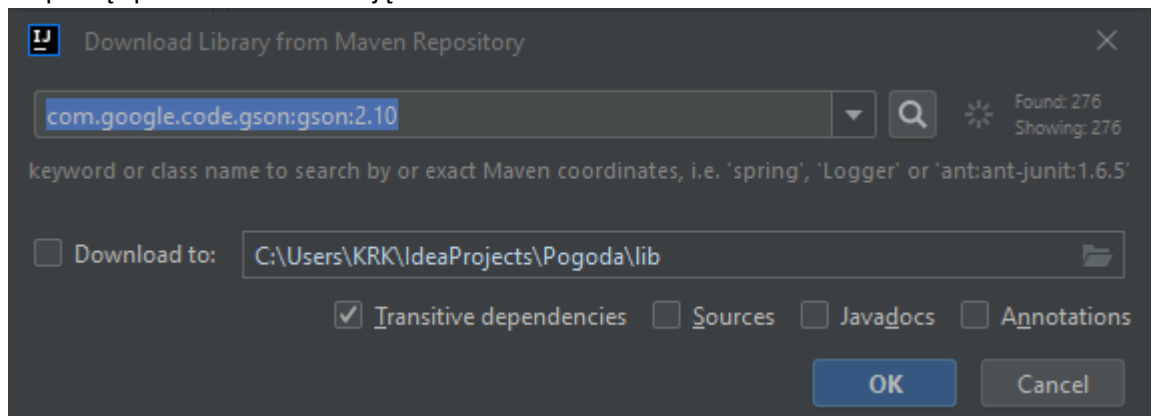 IJ
Download Library from Maven Repository
com.google.code.gson:gson:2.10
Found: 276
Showing: 276
keyword or class name to search by or exact Maven coordinates, i.e. 'spring', 'Logger' or 'ant:ant-junit:1.6.5'
Download to: C:\Users\KRK\IdeaProjects\Pogoda\lib
Transitive dependencies Sources Javadocs Annotations
OK Cancel